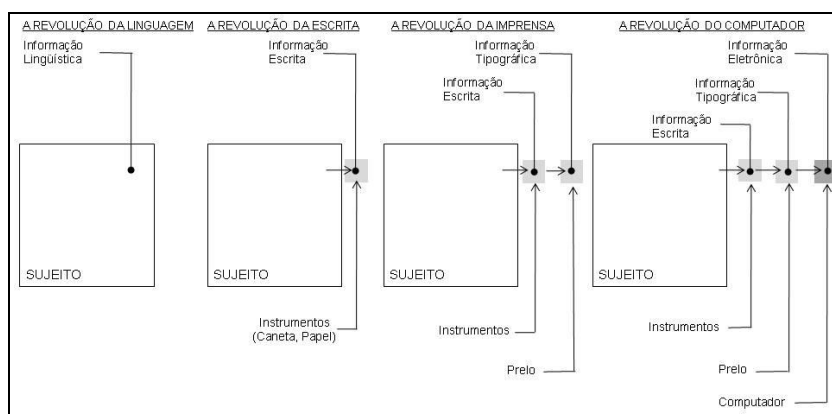 A REVOLUÇÃO DA LINGUAGEM
Informação
Lingüística
SUJEITO
A REVOLUÇÃO DA ESCRITA
Informação
Escrita
SUJEITO
Instrumentos
(Caneta, Papel)
A REVOLUÇÃO DA IMPRENSA
Informação
Tipográfica
Informação
Escrita
SUJEITO
Instrumentos
Prelo
A REVOLUÇÃO DO COMPUTADOR
Informação
Eletrônica
Informação
Tipográfica
Informação
Escrita
SUJEITO
Instrumentos
Prelo
Computador